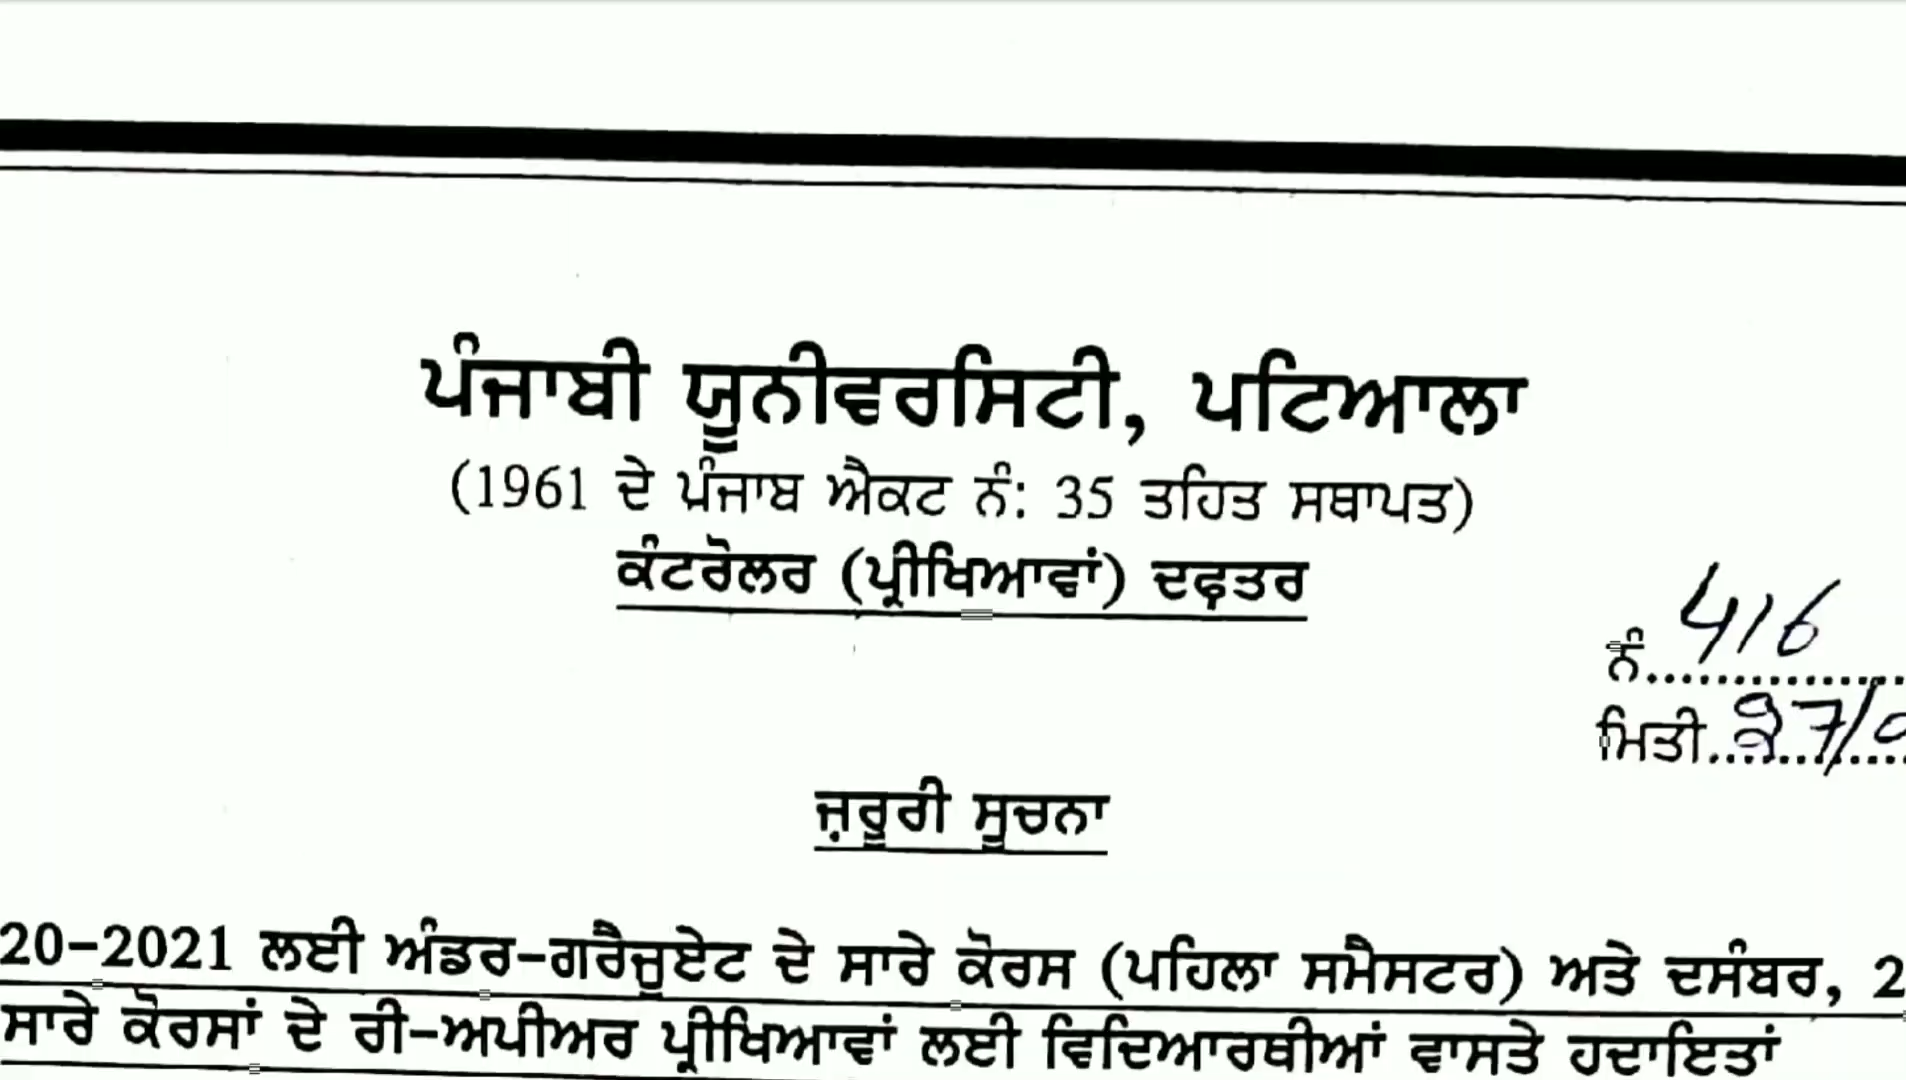 ਪੰਜਾਬੀ ਯੂਨੀਵਰਸਿਟੀ, ਪਟਿਆਲਾ
(1961 ਦੇ ਪੰਜਾਬ ਐਕਟ ਨੰ: 35 ਤਹਿਤ ਸਥਾਪਤ)
ਕੰਟਰੋਲਰ (ਪ੍ਰੀਖਿਆਵਾਂ) ਦਫ਼ਤਰ
ਨੰ. 416
ਮਿਤੀ. 27/
ਜ਼ਰੂਰੀ ਸੂਚਨਾ
20-2021 ਲਈ ਅੰਡਰ-ਗਰੈਜੂਏਟ ਦੇ ਸਾਰੇ ਕੋਰਸ (ਪਹਿਲਾ ਸਮੈਸਟਰ) ਅਤੇ ਦਸੰਬਰ, 2
ਸਾਰੇ ਕੋਰਸਾਂ ਦੇ ਰੀ-ਅਪੀਅਰ ਪ੍ਰੀਖਿਆਵਾਂ ਲਈ ਵਿਦਿਆਰਥੀਆਂ ਵਾਸਤੇ ਹਦਾਇਤਾਂ